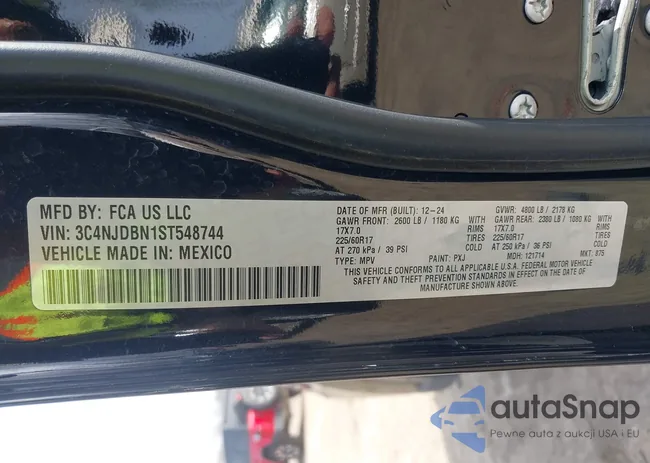 MFD BY: FCA US LLC
VIN: 3C4NJDBN1ST548744
VEHICLE MADE IN: MEXICO
DATE OF MFR (BUILT): 12-24 GVWR: 4800 LB / 2178 KG
GAWR FRONT: 2600 LB / 1180 KG WITH GAWR REAR: 2380 LB / 1080 KG WITH
17X7.0 RIMS 17X7.0 RIMS
225/60R17 TIRES 225/60R17 TIRES
AT 270 kPa / 39 PSI COLD AT 250 kPa / 36 PSI COLD
TYPE: MPV PAINT: PXJ MDH: 121714 MKT: 875
THIS VEHICLE CONFORMS TO ALL APPLICABLE U.S.A. FEDERAL MOTOR VEHICLE
SAFETY AND THEFT PREVENTION STANDARDS IN EFFECT ON THE DATE OF
MANUFACTURE SHOWN ABOVE.
autaSnap
Pewne auta z aukcji USA i EU